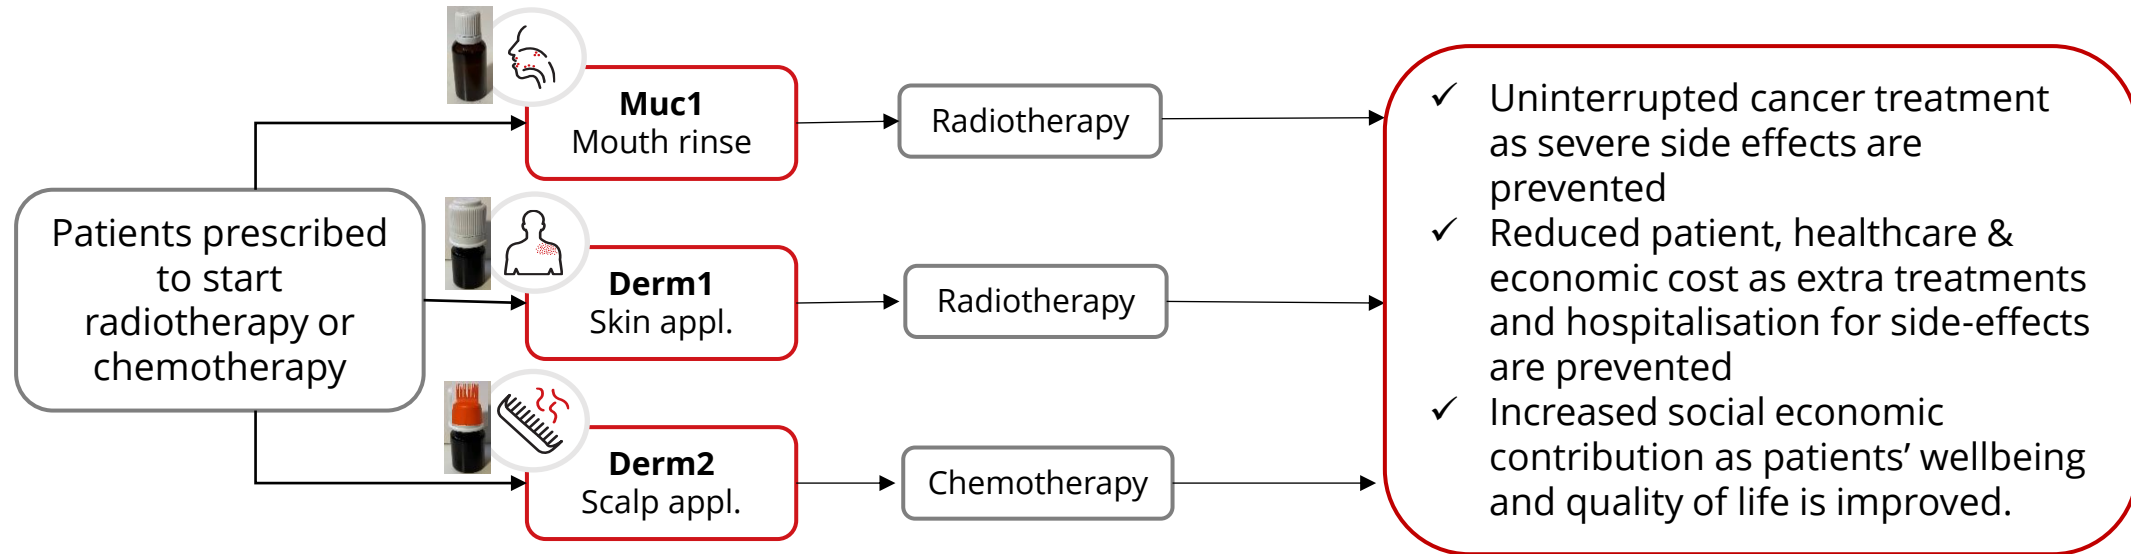 Patients prescribed
to start
radiotherapy or
chemotherapy
Muc1
Mouth rinse
Radiotherapy
Derm1
Skin appl.
Radiotherapy
Derm2
Scalp appl.
Chemotherapy
✓ Uninterrupted cancer treatment
as severe side effects are
prevented
✓ Reduced patient, healthcare &
economic cost as extra treatments
and hospitalisation for side-effects
are prevented
✓ Increased social economic
contribution as patients’ wellbeing
and quality of life is improved.